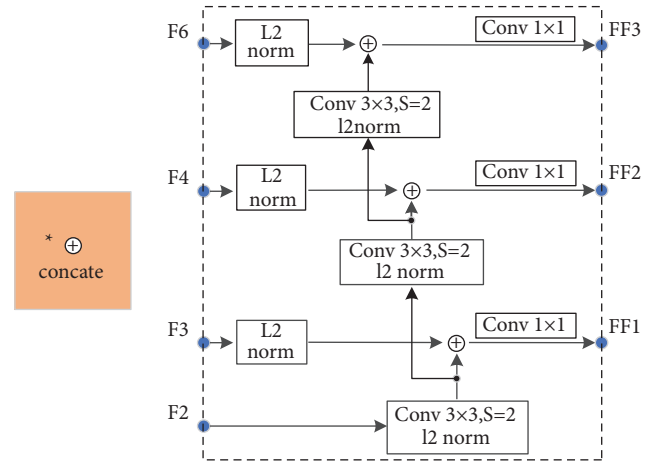 F6
L2
norm
Conv 1×1
FF3
Conv 3×3,S=2
l2norm
F4
L2
norm
Conv 1×1
FF2
*
concate
Conv 3×3,S=2
l2 norm
F3
L2
norm
Conv 1×1
FF1
F2
Conv 3×3,S=2
l2 norm